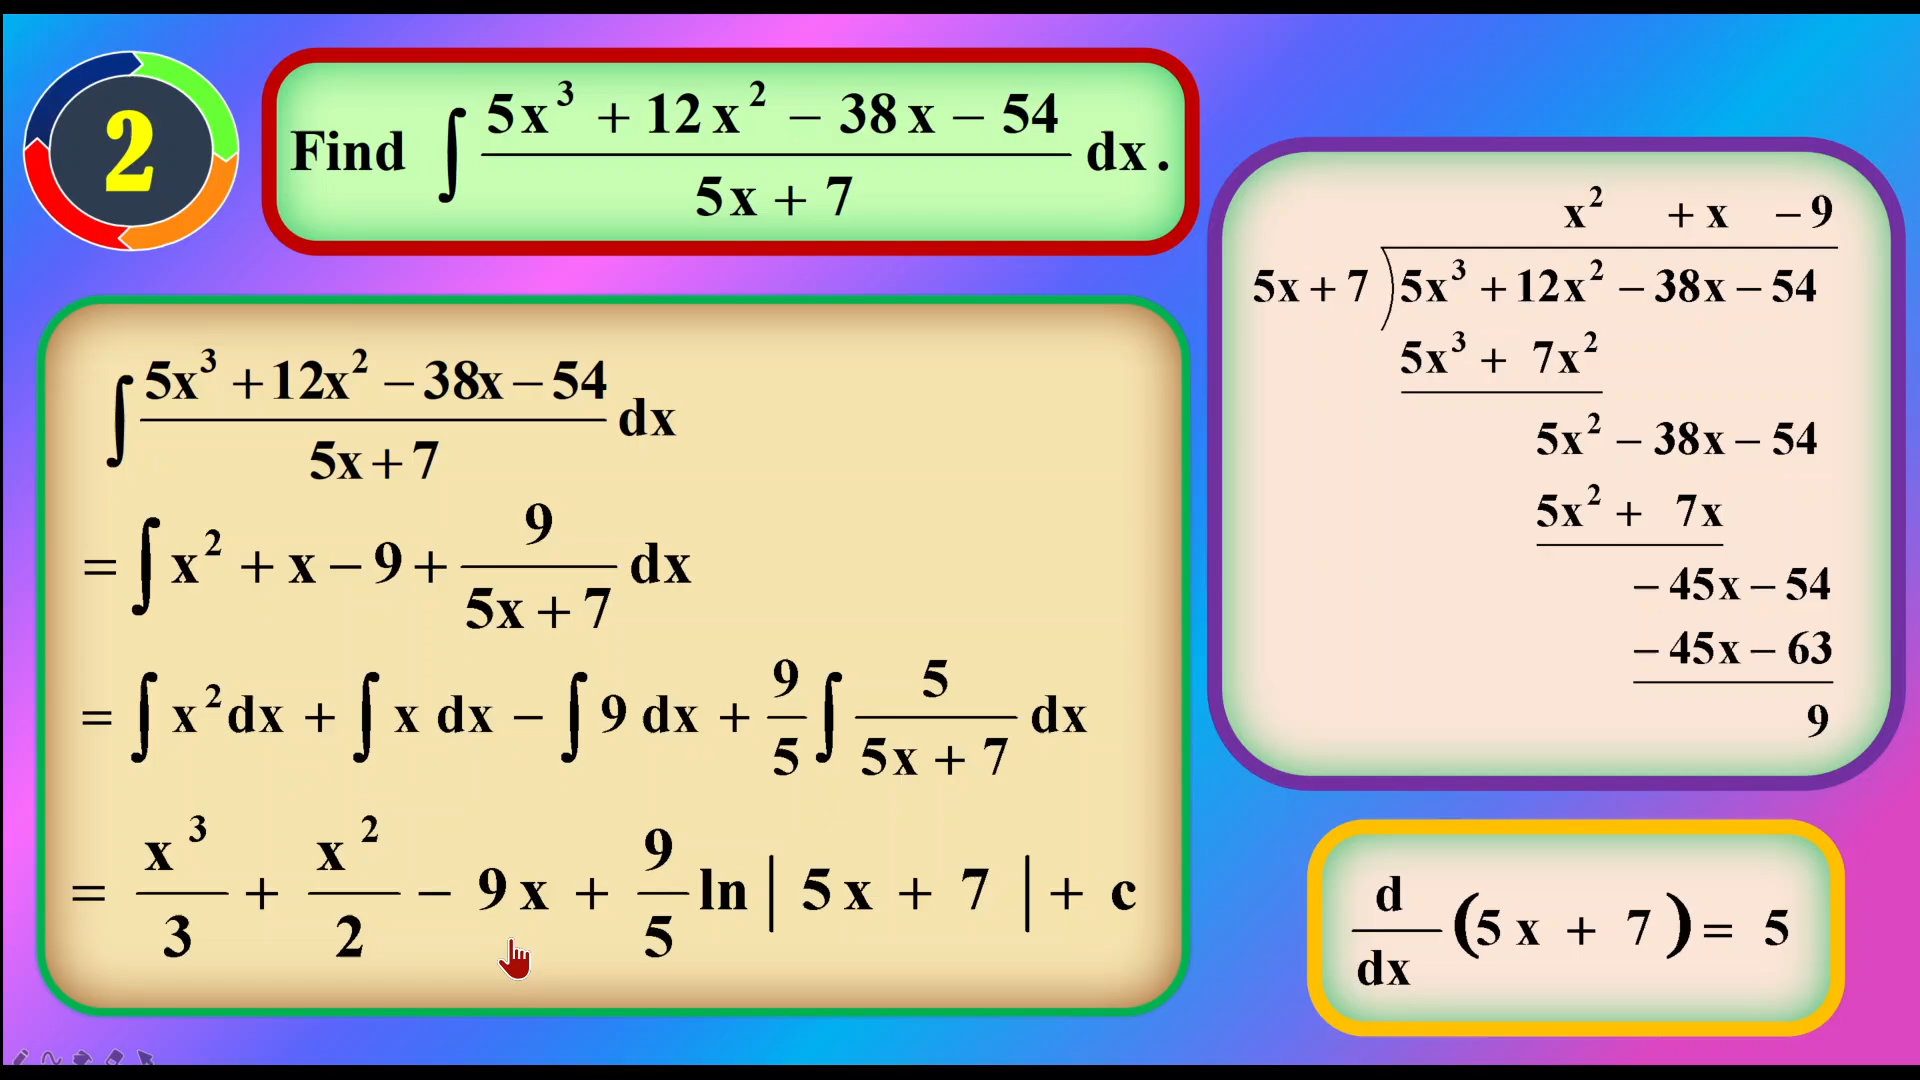 2
Find ∫ (5x³ + 12x² − 38x − 54)/(5x + 7) dx.
∫ (5x³ + 12x² − 38x − 54)/(5x + 7) dx
= ∫ x² + x − 9 + 9/(5x + 7) dx
= ∫ x² dx + ∫ x dx − ∫ 9 dx + 9/5 ∫ 5/(5x + 7) dx
= x³/3 + x²/2 − 9x + 9/5 ln | 5x + 7 | + c
x² + x − 9
5x + 7 ) 5x³ + 12x² − 38x − 54
5x³ + 7x²
5x² − 38x − 54
5x² + 7x
− 45x − 54
− 45x − 63
9
d/dx (5x + 7) = 5